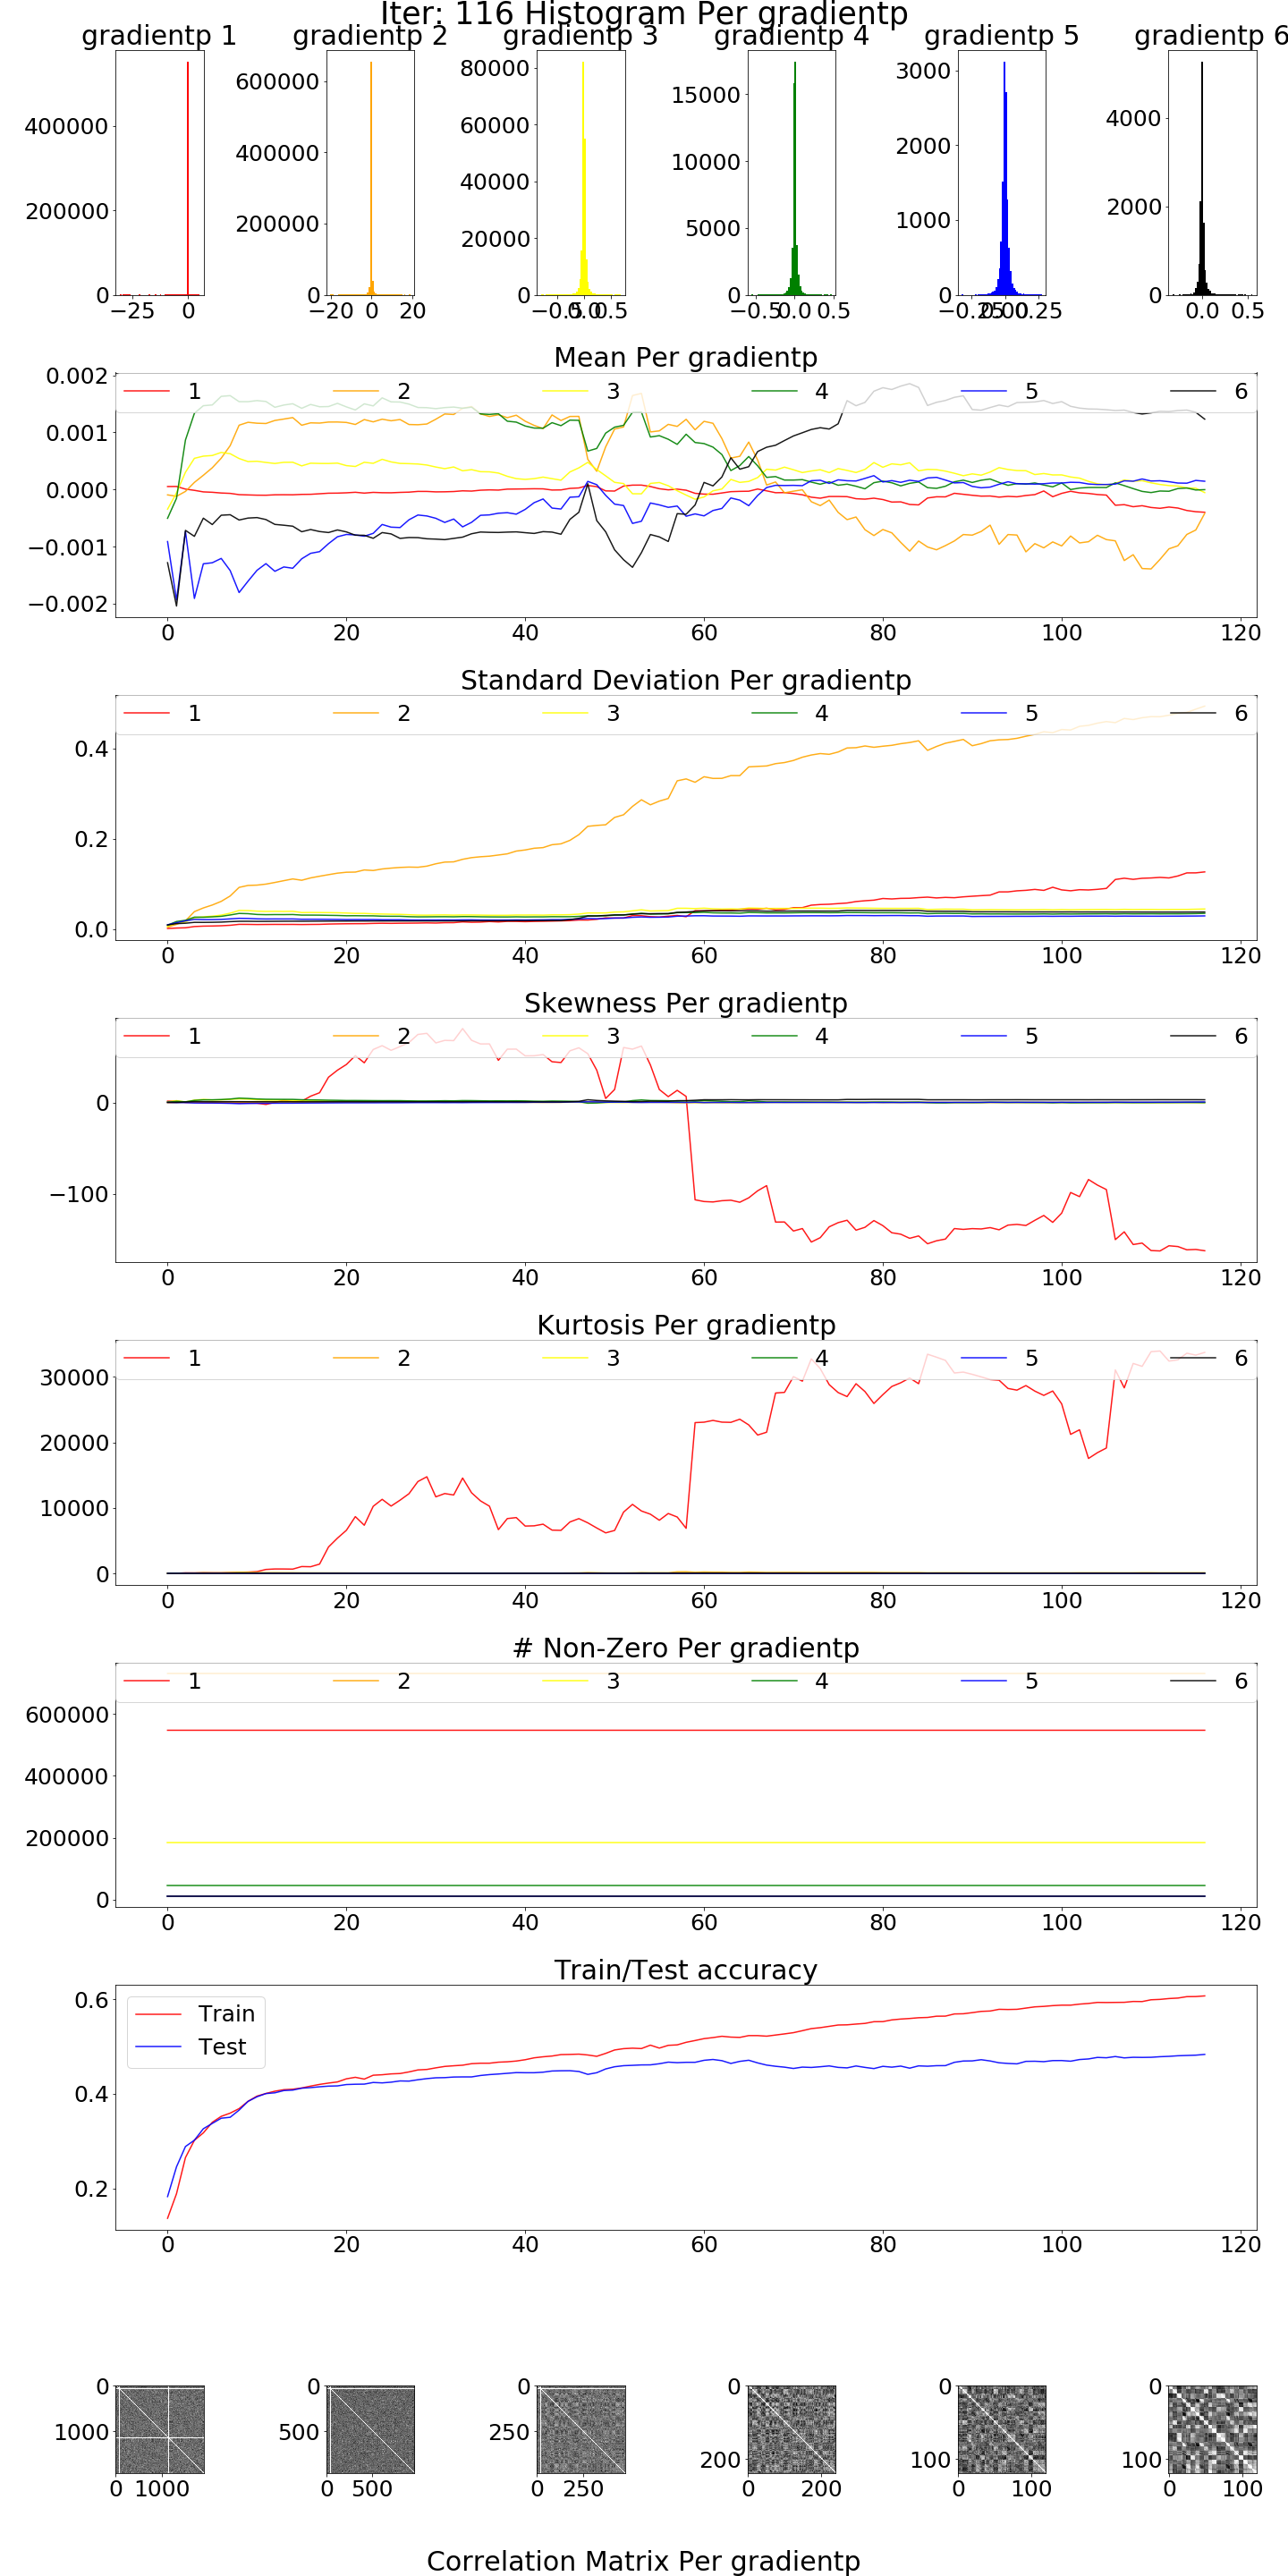 Iter: 116 Histogram Per gradientp
gradientp 1 gradientp 2 gradientp 3 gradientp 4 gradientp 5 gradientp 6
400000
200000
0
−25 0
600000
400000
200000
0
−20 0 20
80000
60000
40000
20000
0
−0.5 0.0 0.5
15000
10000
5000
0
−0.5 0.0 0.5
3000
2000
1000
0
−0.25 0.00 0.25
4000
2000
0
0.0 0.5
Mean Per gradientp
1 2 3 4 5 6
0.002
0.001
0.000
−0.001
−0.002
0 20 40 60 80 100 120
Standard Deviation Per gradientp
1 2 3 4 5 6
0.4
0.2
0.0
0 20 40 60 80 100 120
Skewness Per gradientp
1 2 3 4 5 6
0
−100
0 20 40 60 80 100 120
Kurtosis Per gradientp
1 2 3 4 5 6
30000
20000
10000
0
0 20 40 60 80 100 120
# Non-Zero Per gradientp
1 2 3 4 5 6
600000
400000
200000
0
0 20 40 60 80 100 120
Train/Test accuracy
Train
Test
0.6
0.4
0.2
0 20 40 60 80 100 120
0
1000
0 1000
0
500
0 500
0
250
0 250
0
200
0 200
0
100
0 100
0
100
0 100
Correlation Matrix Per gradientp